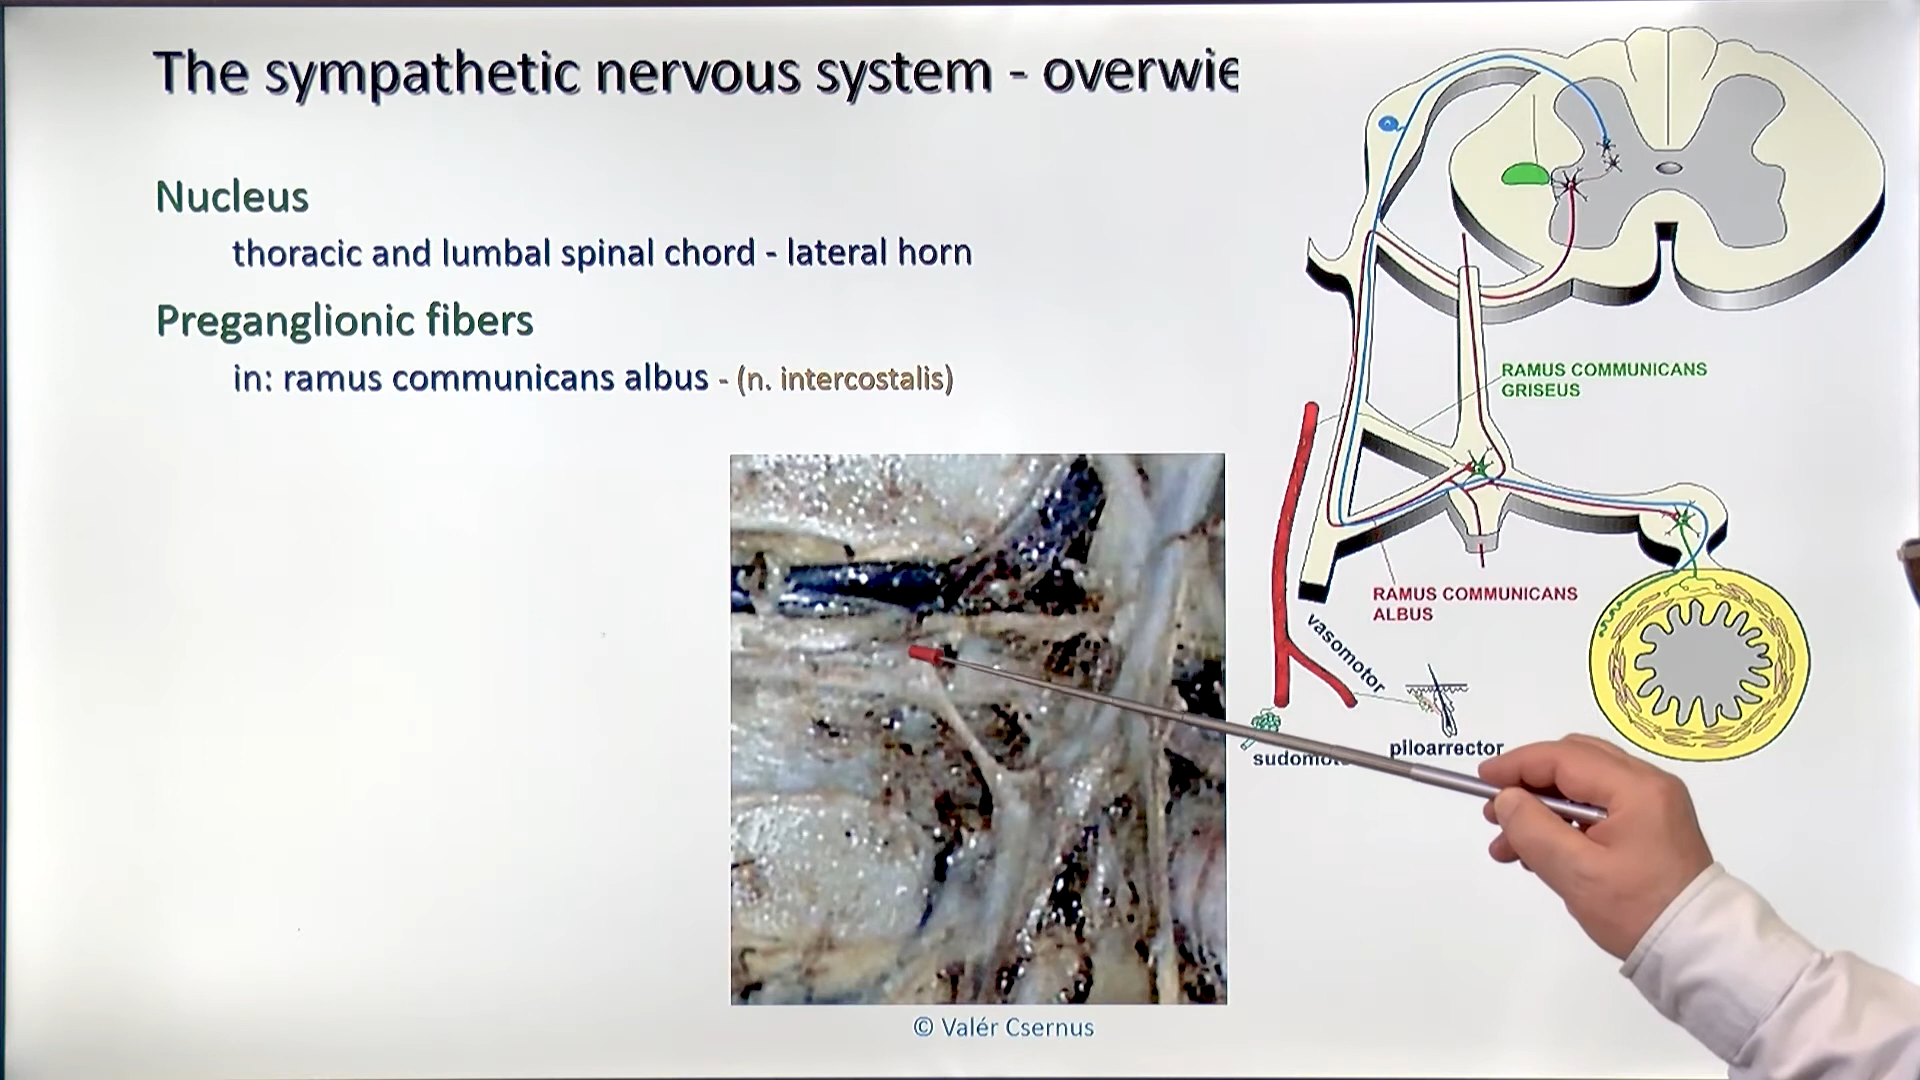 The sympathetic nervous system - overwie
Nucleus
thoracic and lumbal spinal chord - lateral horn
Preganglionic fibers
in: ramus communicans albus - (n. intercostalis)
RAMUS COMMUNICANS
GRISEUS
RAMUS COMMUNICANS
ALBUS
vasomotor
piloarrector
© Valér Csernus